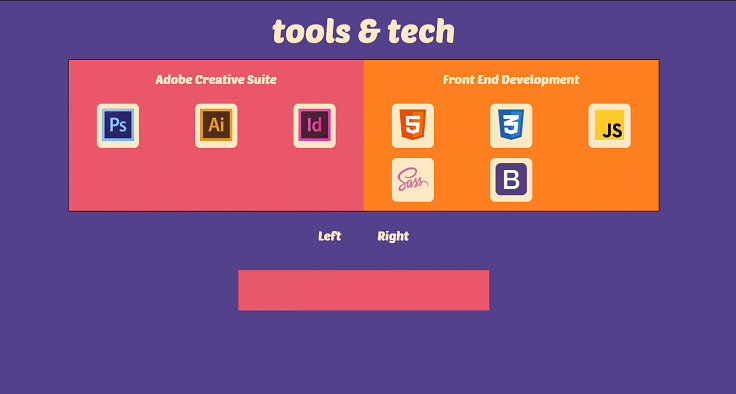 tools & tech
Adobe Creative Suite
Front End Development
Ps
Ai
Id
5
3
JS
Sass
B
Left
Right